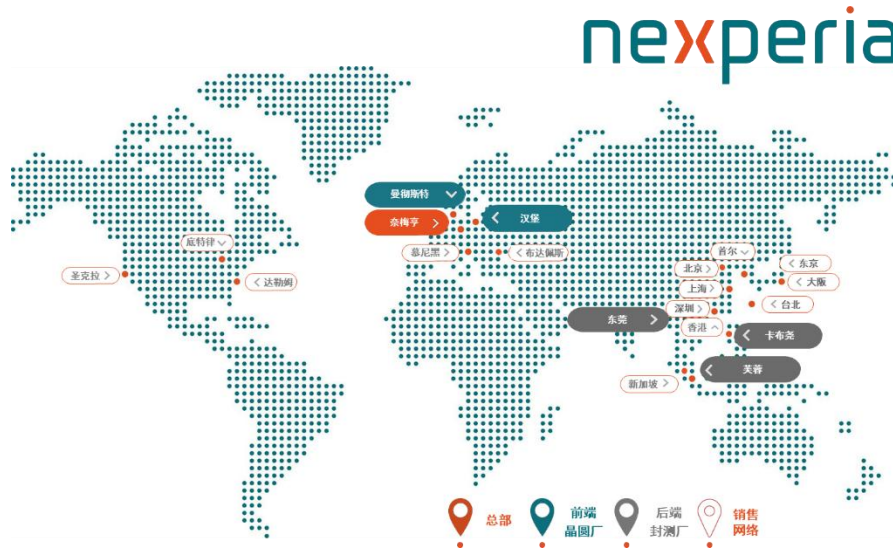 nexperia
曼彻斯特
奈梅亨
汉堡
底特律
慕尼黑
布达佩斯
首尔
东京
圣克拉
达勒姆
北京
大阪
上海
台北
深圳
东莞
香港
卡布尧
芙蓉
新加坡
总部
前端
晶圆厂
后端
封测厂
销售
网络